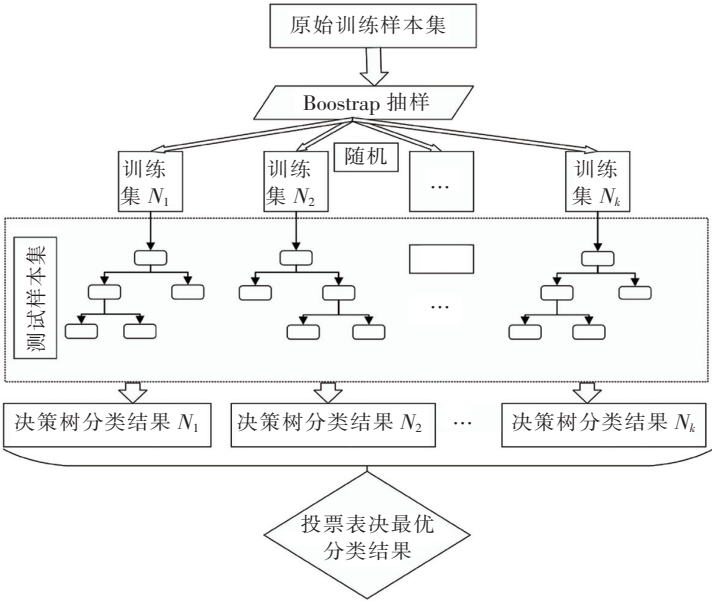 原始训练样本集
Boostrap 抽样
随机
训练
集 N1
训练
集 N2
...
训练
集 Nk
测试样本集
...
决策树分类结果 N1
决策树分类结果 N2
...
决策树分类结果 Nk
投票表决最优
分类结果